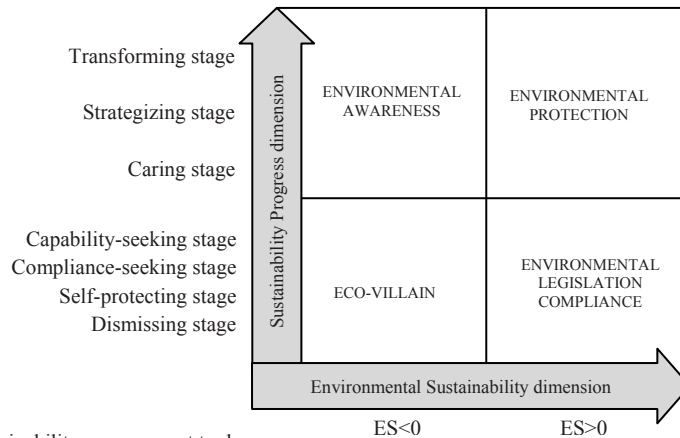 Transforming stage
Strategizing stage
Caring stage
Capability-seeking stage
Compliance-seeking stage
Self-protecting stage
Dismissing stage
Sustainability Progress dimension
ENVIRONMENTAL
AWARENESS
ENVIRONMENTAL
PROTECTION
ECO-VILLAIN
ENVIRONMENTAL
LEGISLATION
COMPLIANCE
Environmental Sustainability dimension
ES<0
ES>0